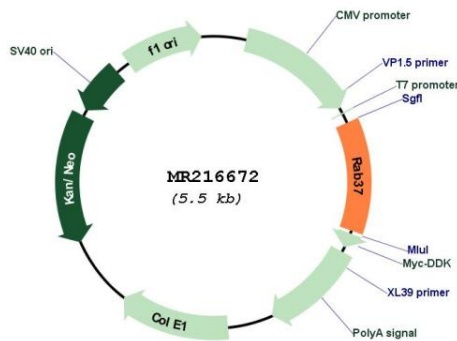 CMV promoter
VP1.5 primer
T7 promoter
SgfI
Rab37
MluI
Myc-DDK
XL39 primer
PolyA signal
Col E1
Kan/Neo
SV40 ori
f1 ori
MR216672
(5.5 kb)